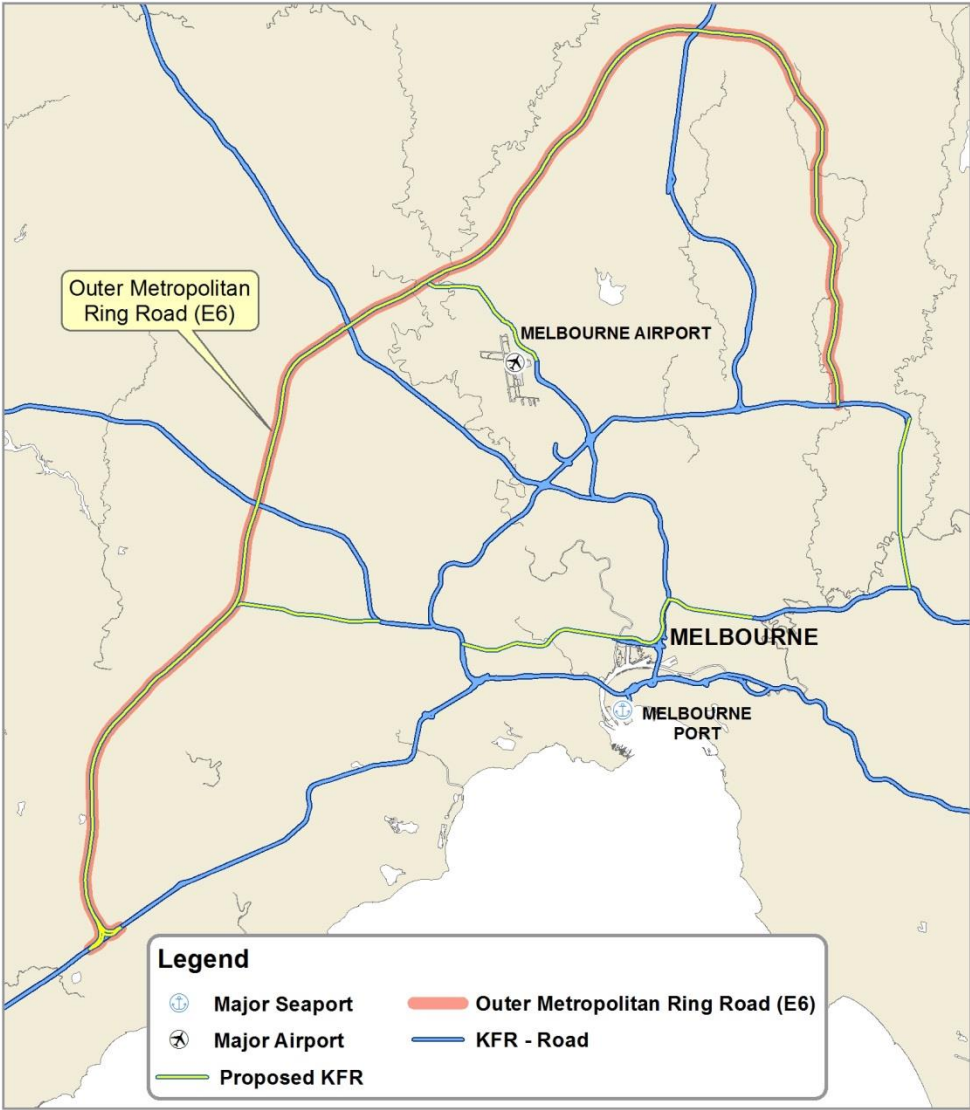 Outer Metropolitan
Ring Road (E6)
MELBOURNE AIRPORT
MELBOURNE
MELBOURNE
PORT
Legend
Major Seaport
Outer Metropolitan Ring Road (E6)
Major Airport
KFR - Road
Proposed KFR